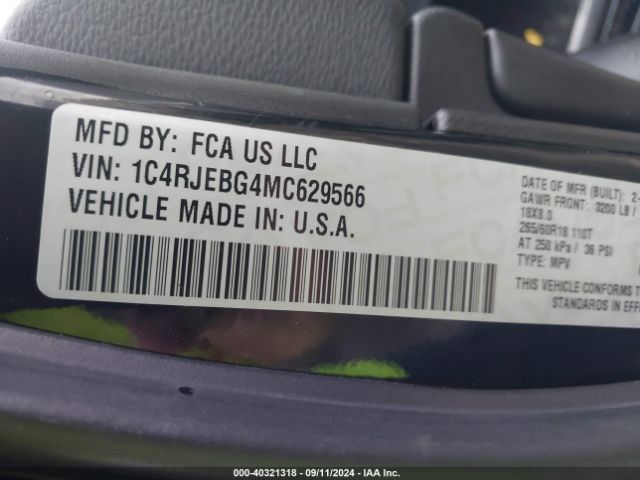 MFD BY: FCA US LLC
VIN: 1C4RJEBG4MC629566
VEHICLE MADE IN: U.S.A.
DATE OF MFR (BUILT): 2-
GAWR FRONT: 3200 LB /
18X8.0
265/60R18 110T
AT 250 kPa / 36 PSI
TYPE: MPV
THIS VEHICLE CONFORMS T
STANDARDS IN EFF
000-40321318 - 09/11/2024 - IAA Inc.